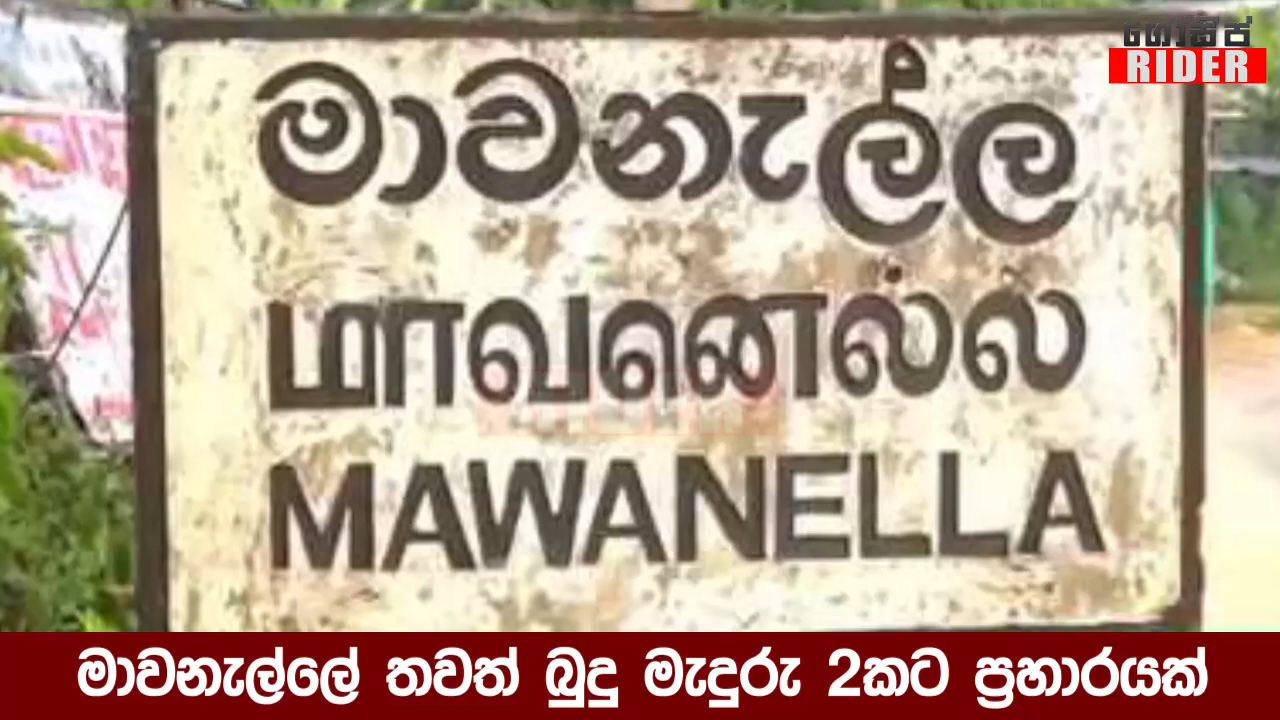 ගොසිප්
RIDER
මාවනැල්ල
மாவனெல்ல
MAWANELLA
මාවනැල්ලේ තවත් බුදු මැදුරු 2කට ප්‍රහාරයක්